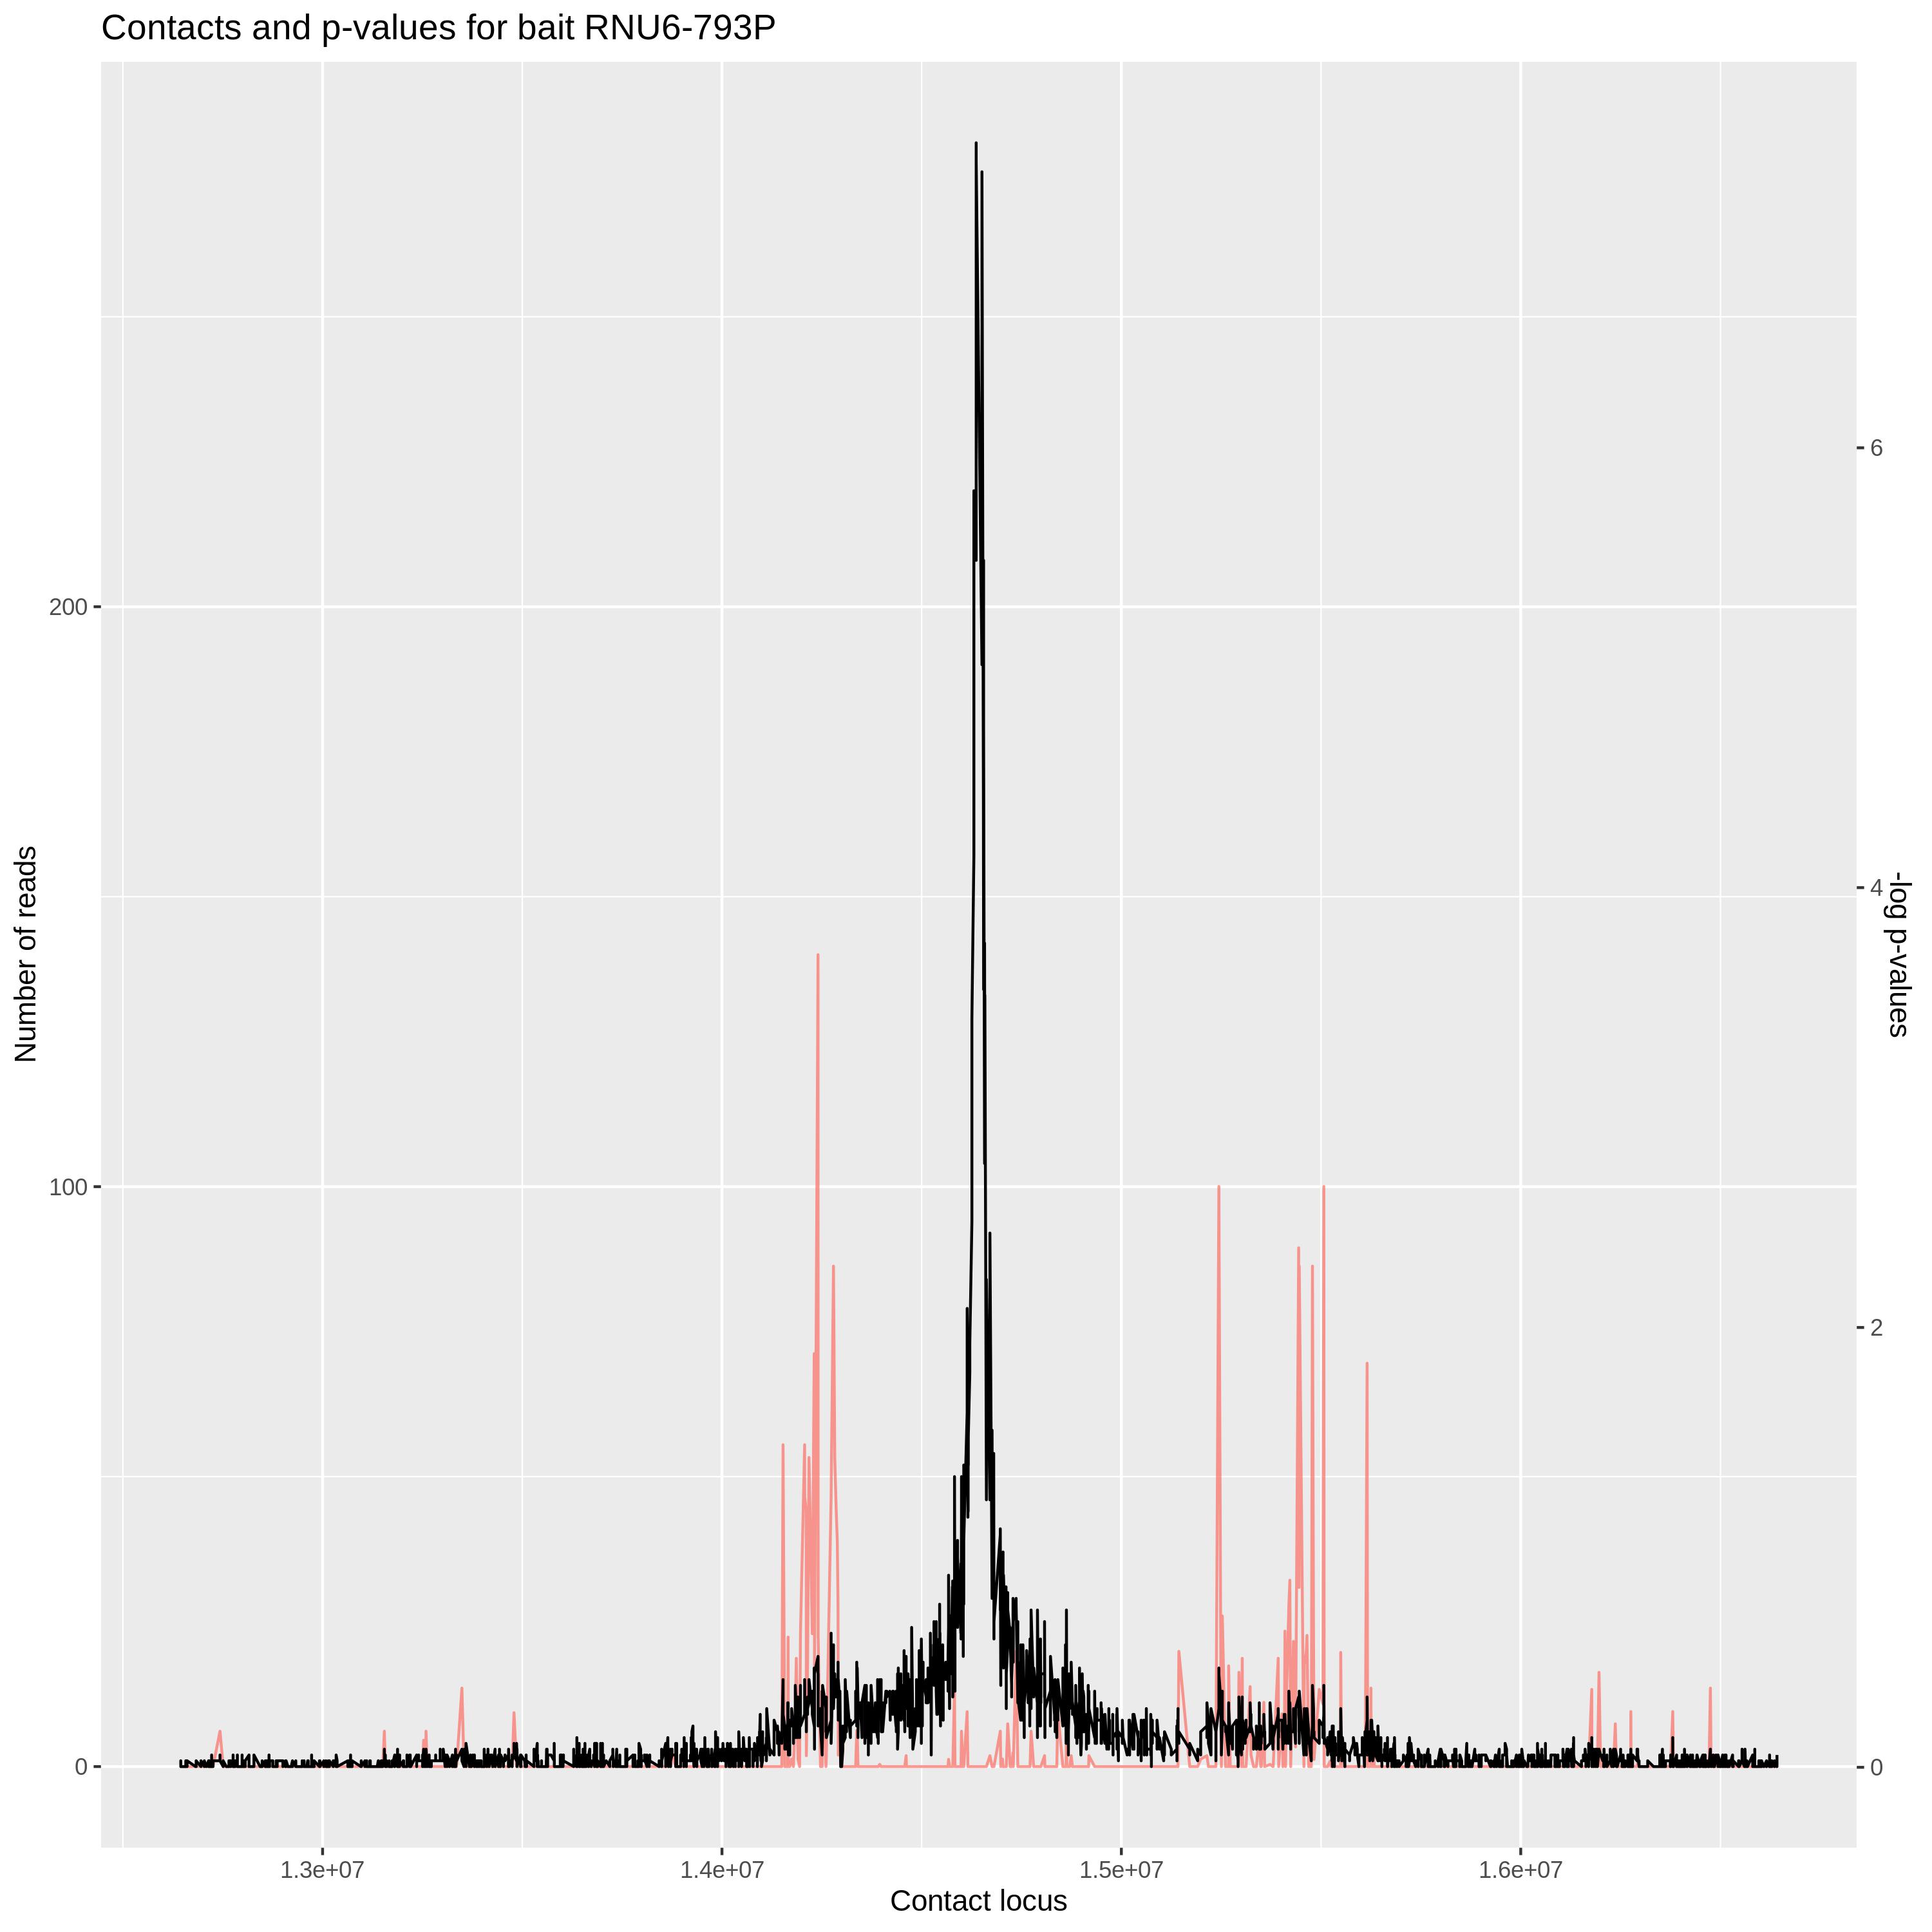 Contacts and p-values for bait RNU6-793P
Number of reads
200
100
0
6
4
2
0
-log p-values
1.3e+07
1.4e+07
1.5e+07
1.6e+07
Contact locus